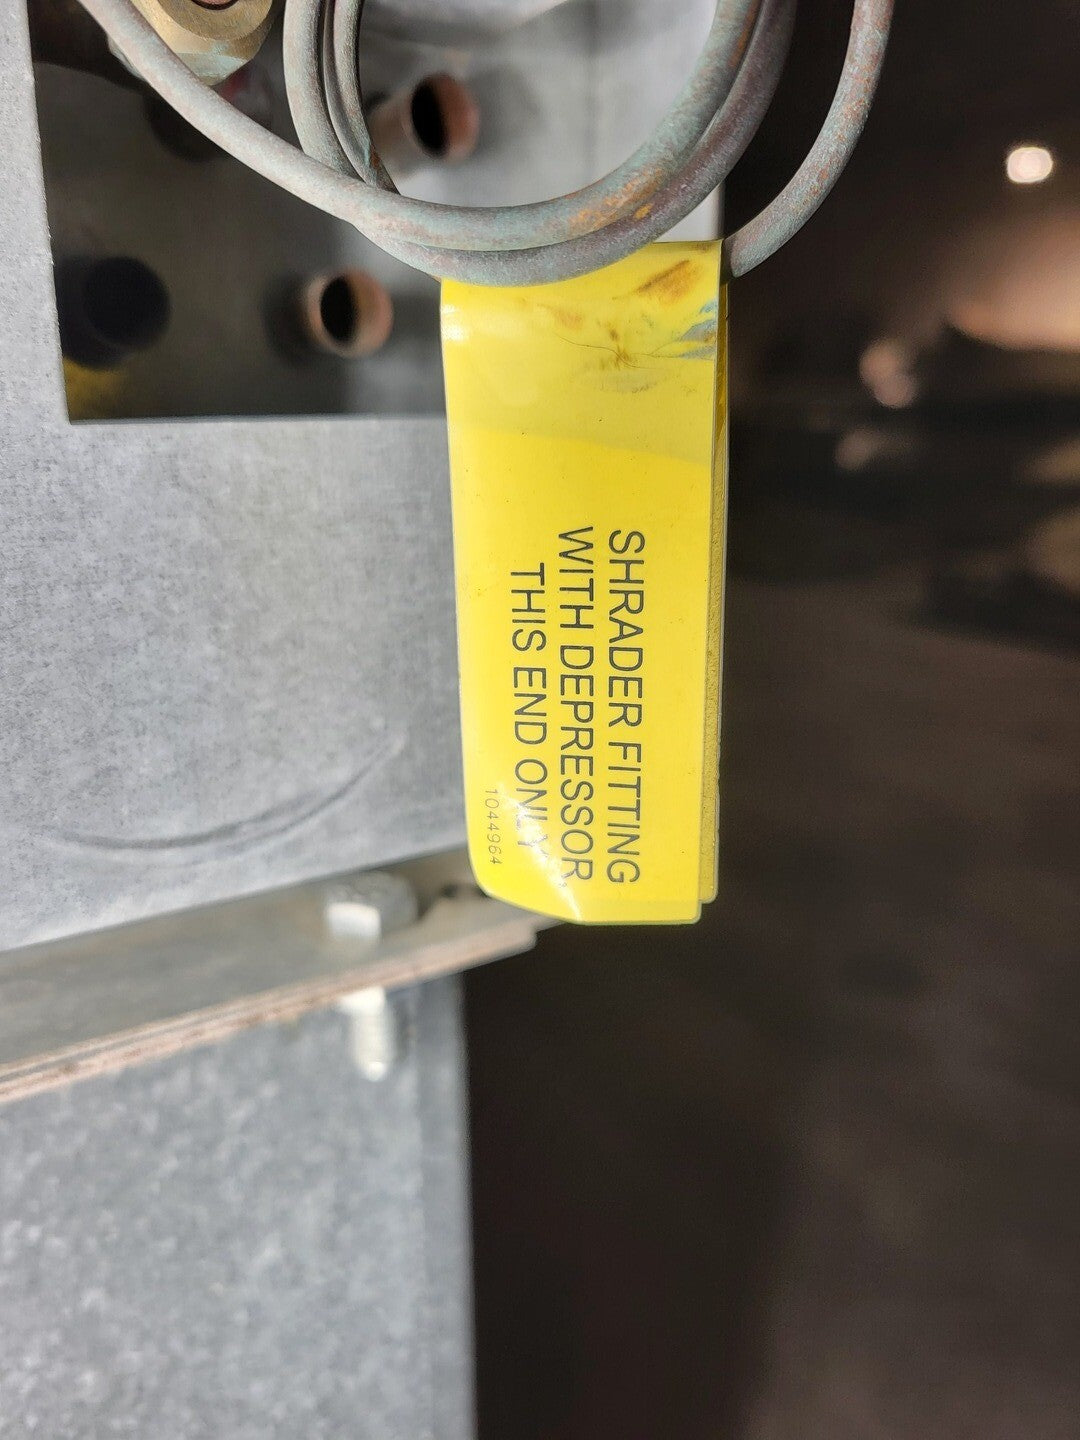 SHRADER FITTING
WITH DEPRESSOR
THIS END ONLY.
1044964